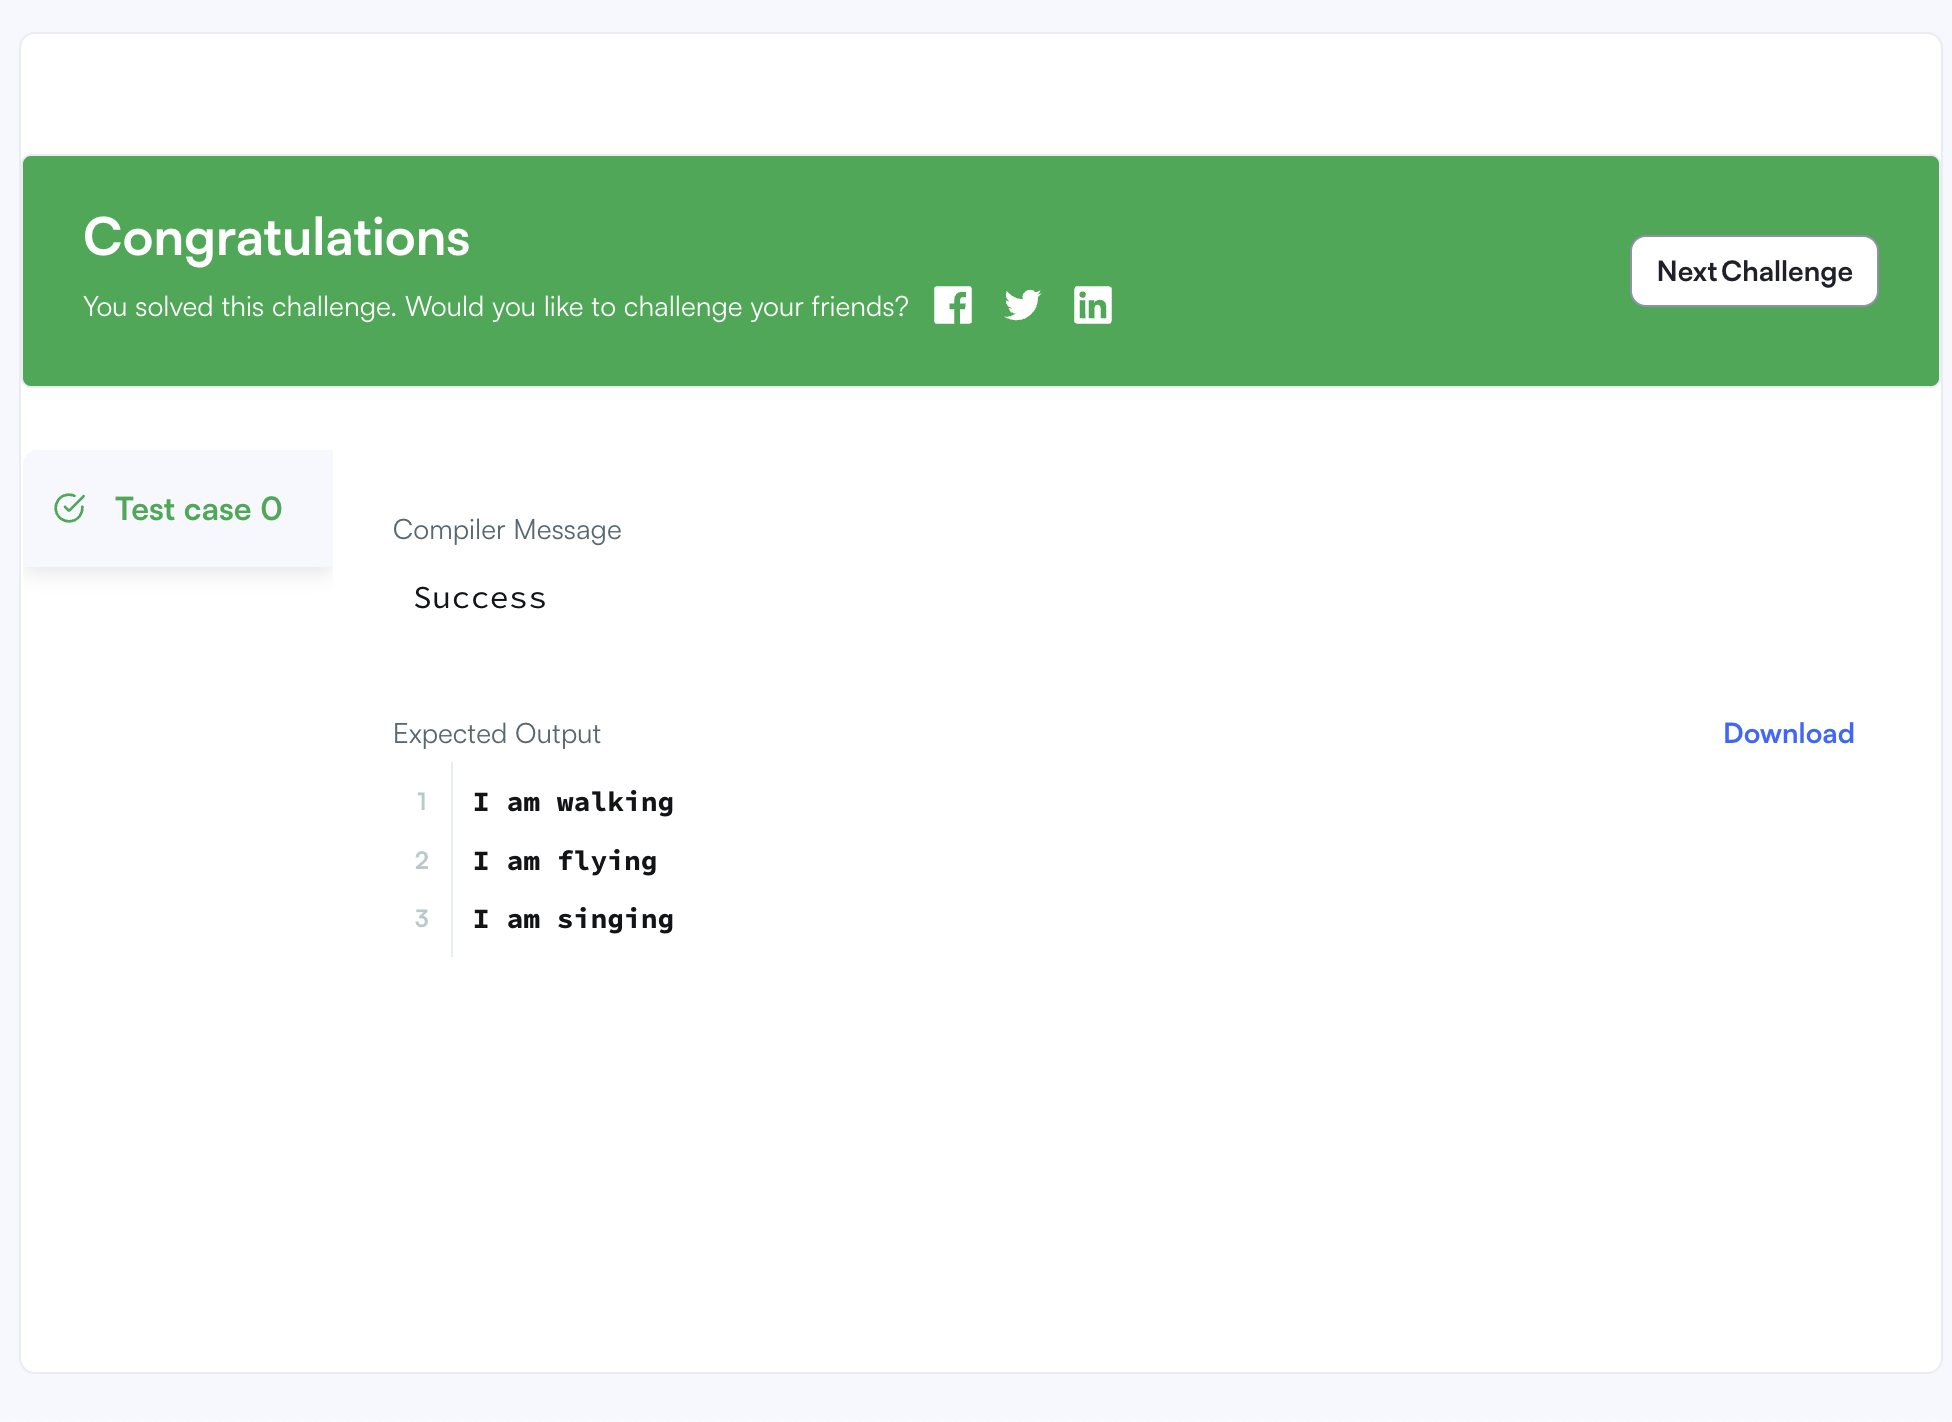 Congratulations
You solved this challenge. Would you like to challenge your friends?
Next Challenge
Test case 0
Compiler Message
Success
Expected Output
Download
1 I am walking
2 I am flying
3 I am singing